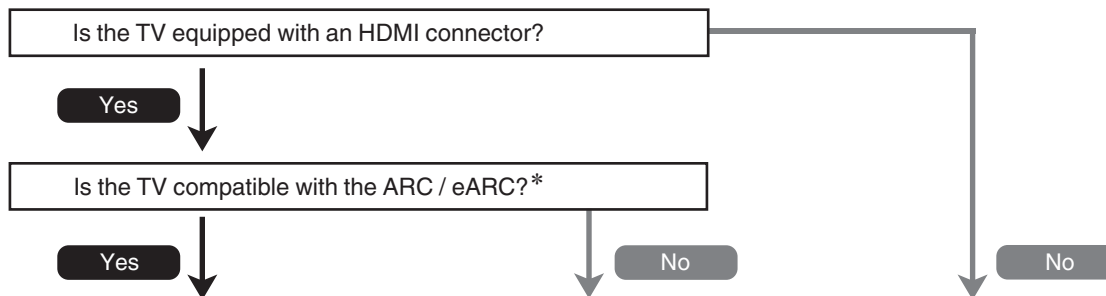 Is the TV equipped with an HDMI connector?
Yes
Is the TV compatible with the ARC / eARC?*
Yes
No
No